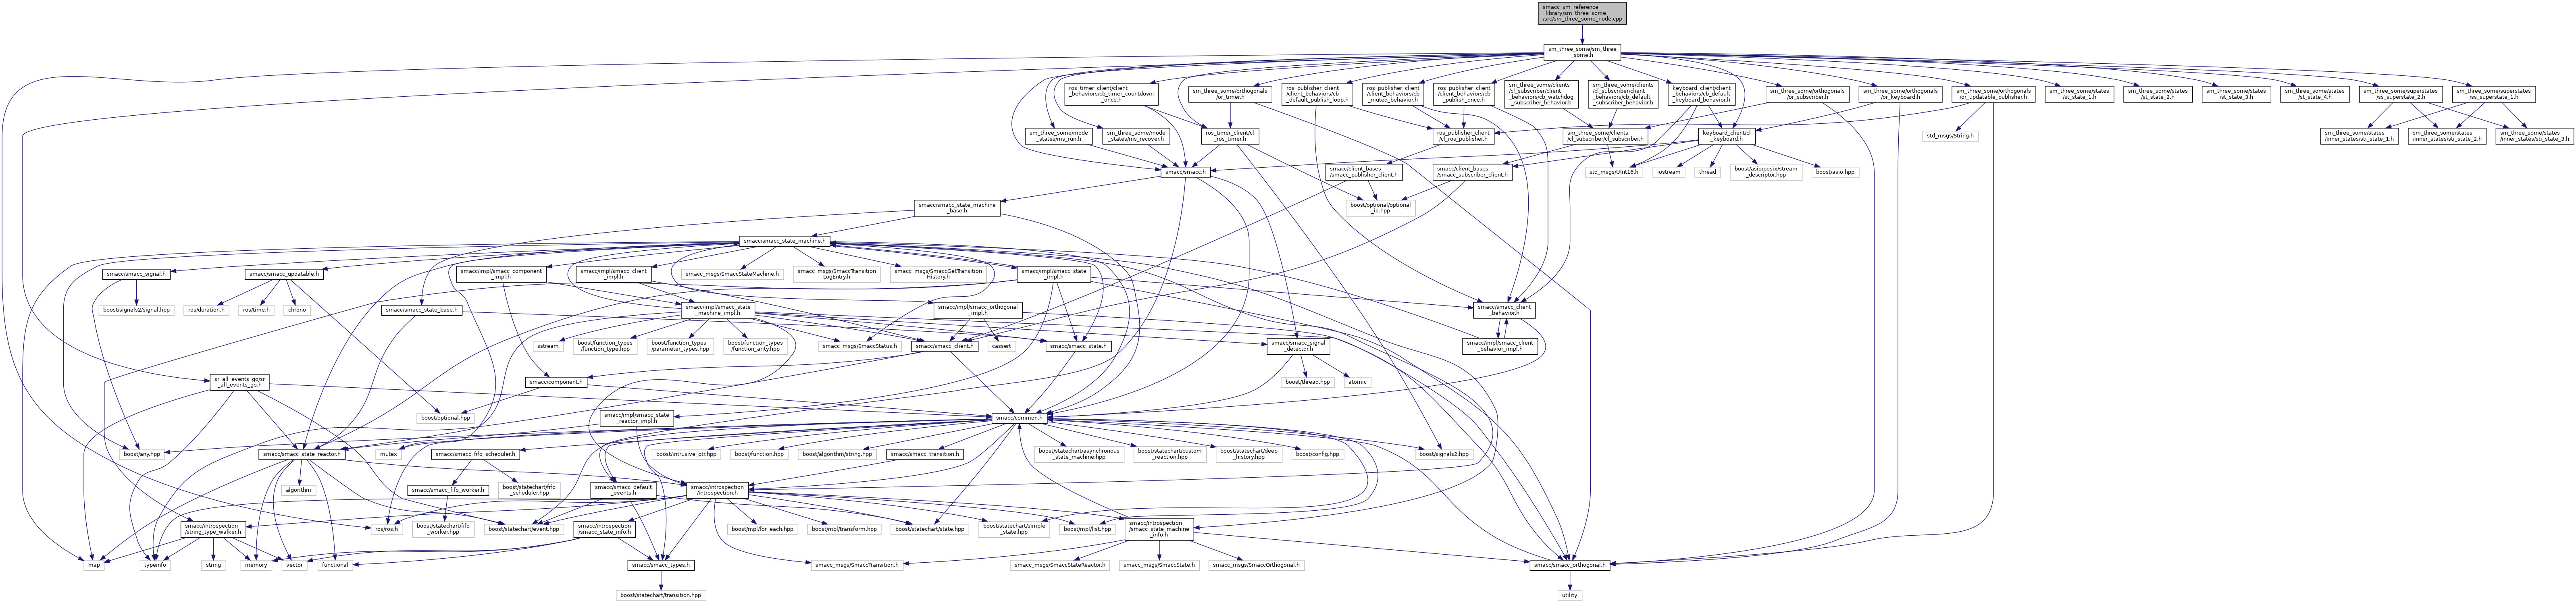 smacc_sm_reference
_library/sm_three_some
/src/sm_three_some_node.cpp
sm_three_some/sm_three
_some.h
ros_timer_client/client
_behaviors/cb_timer_countdown
_once.h
sm_three_some/orthogonals
/or_timer.h
ros_publisher_client
/client_behaviors/cb
_default_publish_loop.h
ros_publisher_client
/client_behaviors/cb
_muted_behavior.h
ros_publisher_client
/client_behaviors/cb
_publish_once.h
sm_three_some/clients
/cl_subscriber/client
_behaviors/cb_watchdog
_subscriber_behavior.h
sm_three_some/clients
/cl_subscriber/client
_behaviors/cb_default
_subscriber_behavior.h
keyboard_client/client
_behaviors/cb_default
_keyboard_behavior.h
sm_three_some/orthogonals
/or_subscriber.h
sm_three_some/orthogonals
/or_keyboard.h
sm_three_some/orthogonals
/or_updatable_publisher.h
sm_three_some/states
/st_state_1.h
sm_three_some/states
/st_state_2.h
sm_three_some/states
/st_state_3.h
sm_three_some/states
/st_state_4.h
sm_three_some/superstates
/ss_superstate_2.h
sm_three_some/superstates
/ss_superstate_1.h
sm_three_some/mode
_states/ms_run.h
sm_three_some/mode
_states/ms_recover.h
ros_timer_client/cl
_ros_timer.h
ros_publisher_client
/cl_ros_publisher.h
sm_three_some/clients
/cl_subscriber/cl_subscriber.h
keyboard_client/cl
_keyboard.h
std_msgs/String.h
sm_three_some/states
/inner_states/sti_state_1.h
sm_three_some/states
/inner_states/sti_state_2.h
sm_three_some/states
/inner_states/sti_state_3.h
smacc/smacc.h
smacc/client_bases
/smacc_publisher_client.h
smacc/client_bases
/smacc_subscriber_client.h
std_msgs/UInt16.h
iostream
thread
boost/asio/posix/stream
_descriptor.hpp
boost/asio.hpp
smacc/smacc_state_machine
_base.h
boost/optional/optional
_io.hpp
smacc/smacc_state_machine.h
smacc/smacc_signal.h
smacc/smacc_updatable.h
smacc/impl/smacc_component
_impl.h
smacc/impl/smacc_client
_impl.h
smacc_msgs/SmaccStateMachine.h
smacc_msgs/SmaccTransition
LogEntry.h
smacc_msgs/SmaccGetTransition
History.h
smacc/impl/smacc_state
_impl.h
boost/signals2/signal.hpp
ros/duration.h
ros/time.h
chrono
smacc/smacc_state_base.h
smacc/impl/smacc_state
_machine_impl.h
smacc/impl/smacc_orthogonal
_impl.h
smacc/smacc_client
_behavior.h
sstream
boost/function_types
/function_type.hpp
boost/function_types
/parameter_types.hpp
boost/function_types
/function_arity.hpp
smacc_msgs/SmaccStatus.h
smacc/smacc_client.h
cassert
smacc/smacc_state.h
smacc/smacc_signal
_detector.h
smacc/impl/smacc_client
_behavior_impl.h
sr_all_events_go/sr
_all_events_go.h
smacc/component.h
boost/thread.hpp
atomic
boost/optional.hpp
smacc/impl/smacc_state
_reactor_impl.h
smacc/common.h
boost/any.hpp
smacc/smacc_state_reactor.h
mutex
smacc/smacc_fifo_scheduler.h
boost/intrusive_ptr.hpp
boost/function.hpp
boost/algorithm/string.hpp
smacc/smacc_transition.h
boost/statechart/asynchronous
_state_machine.hpp
boost/statechart/custom
_reaction.hpp
boost/statechart/deep
_history.hpp
boost/config.hpp
boost/signals2.hpp
algorithm
smacc/smacc_fifo_worker.h
boost/statechart/fifo
_scheduler.hpp
smacc/smacc_default
_events.h
smacc/introspection
/introspection.h
smacc/introspection
/string_type_walker.h
ros/ros.h
boost/statechart/fifo
_worker.hpp
boost/statechart/event.hpp
smacc/introspection
/smacc_state_info.h
boost/mpl/for_each.hpp
boost/mpl/transform.hpp
boost/statechart/state.hpp
boost/statechart/simple
_state.hpp
boost/mpl/list.hpp
smacc/introspection
/smacc_state_machine
_info.h
map
typeinfo
string
memory
vector
functional
smacc/smacc_types.h
smacc_msgs/SmaccTransition.h
smacc_msgs/SmaccStateReactor.h
smacc_msgs/SmaccState.h
smacc_msgs/SmaccOrthogonal.h
smacc/smacc_orthogonal.h
boost/statechart/transition.hpp
utility